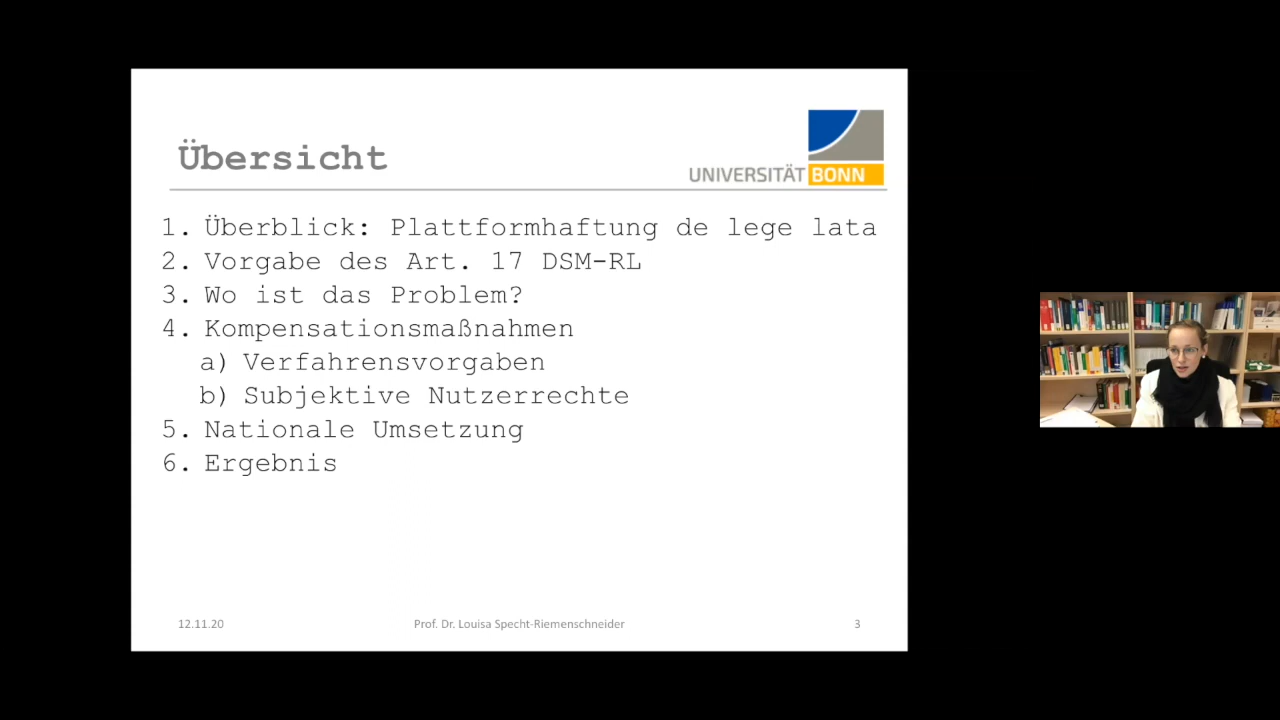 Übersicht
UNIVERSITÄT BONN
1. Überblick: Plattformhaftung de lege lata
2. Vorgabe des Art. 17 DSM-RL
3. Wo ist das Problem?
4. Kompensationsmaßnahmen
a) Verfahrensvorgaben
b) Subjektive Nutzerrechte
5. Nationale Umsetzung
6. Ergebnis
12.11.20 Prof. Dr. Louisa Specht-Riemenschneider 3